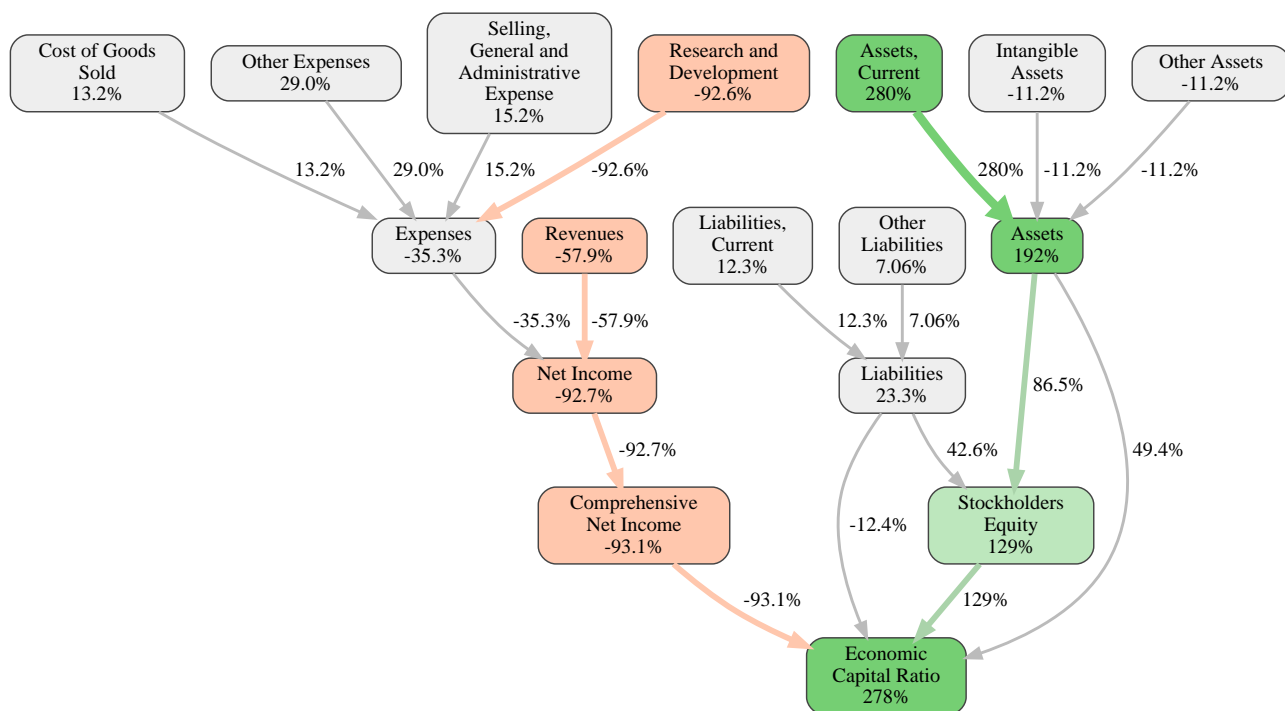 Cost of Goods
Sold
13.2%
Other Expenses
29.0%
Selling,
General and
Administrative
Expense
15.2%
Research and
Development
-92.6%
Assets,
Current
280%
Intangible
Assets
-11.2%
Other Assets
-11.2%
13.2%
29.0%
15.2%
-92.6%
280%
-11.2%
-11.2%
Expenses
-35.3%
Revenues
-57.9%
Liabilities,
Current
12.3%
Other
Liabilities
7.06%
Assets
192%
-35.3%
-57.9%
12.3%
7.06%
Net Income
-92.7%
Liabilities
23.3%
86.5%
-92.7%
42.6%
49.4%
Comprehensive
Net Income
-93.1%
-12.4%
Stockholders
Equity
129%
-93.1%
129%
Economic
Capital Ratio
278%